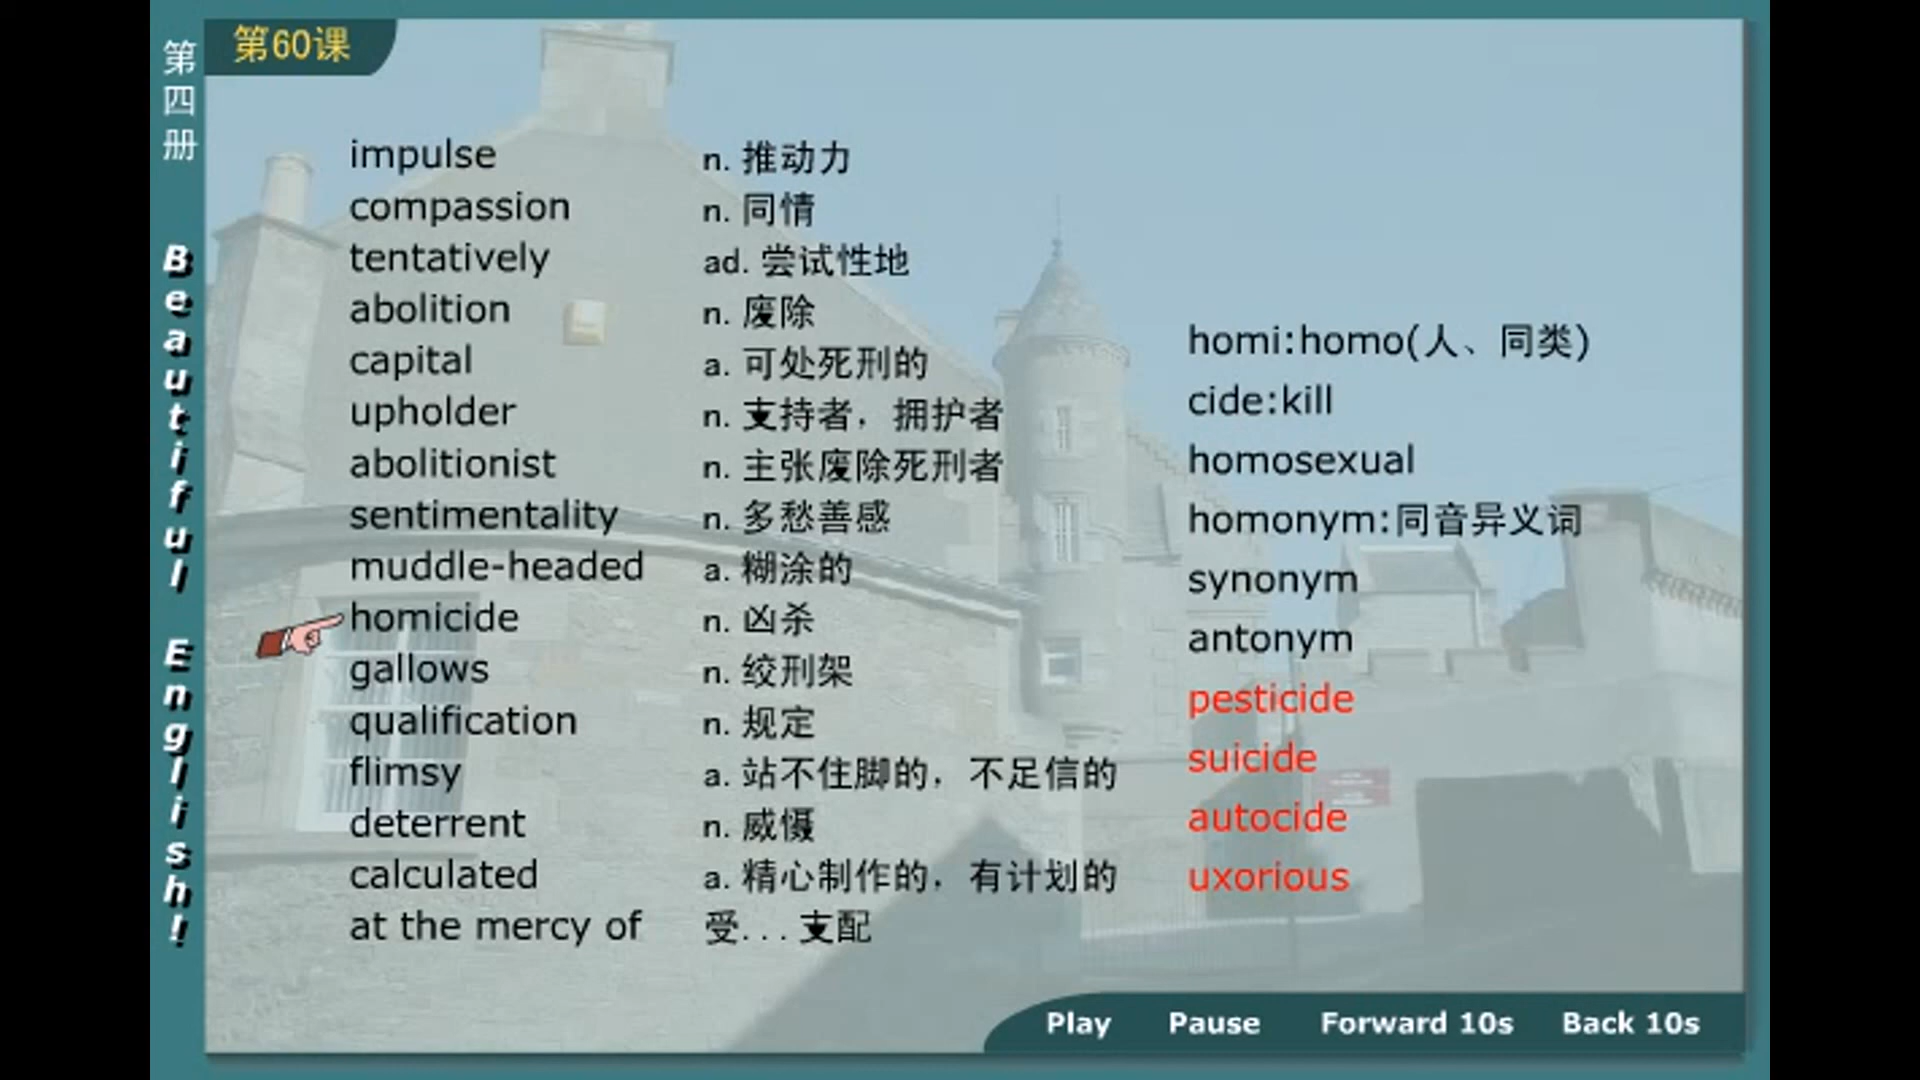 第60课
第四册
Beautiful English!
impulse n. 推动力
compassion n. 同情
tentatively ad. 尝试性地
abolition n. 废除
capital a. 可处死刑的
upholder n. 支持者，拥护者
abolitionist n. 主张废除死刑者
sentimentality n. 多愁善感
muddle-headed a. 糊涂的
homicide n. 凶杀
gallows n. 绞刑架
qualification n. 规定
flimsy a. 站不住脚的，不足信的
deterrent n. 威慑
calculated a. 精心制作的，有计划的
at the mercy of 受...支配
homi:homo(人、同类)
cide:kill
homosexual
homonym:同音异义词
synonym
antonym
pesticide
suicide
autocide
uxorious
Play Pause Forward 10s Back 10s